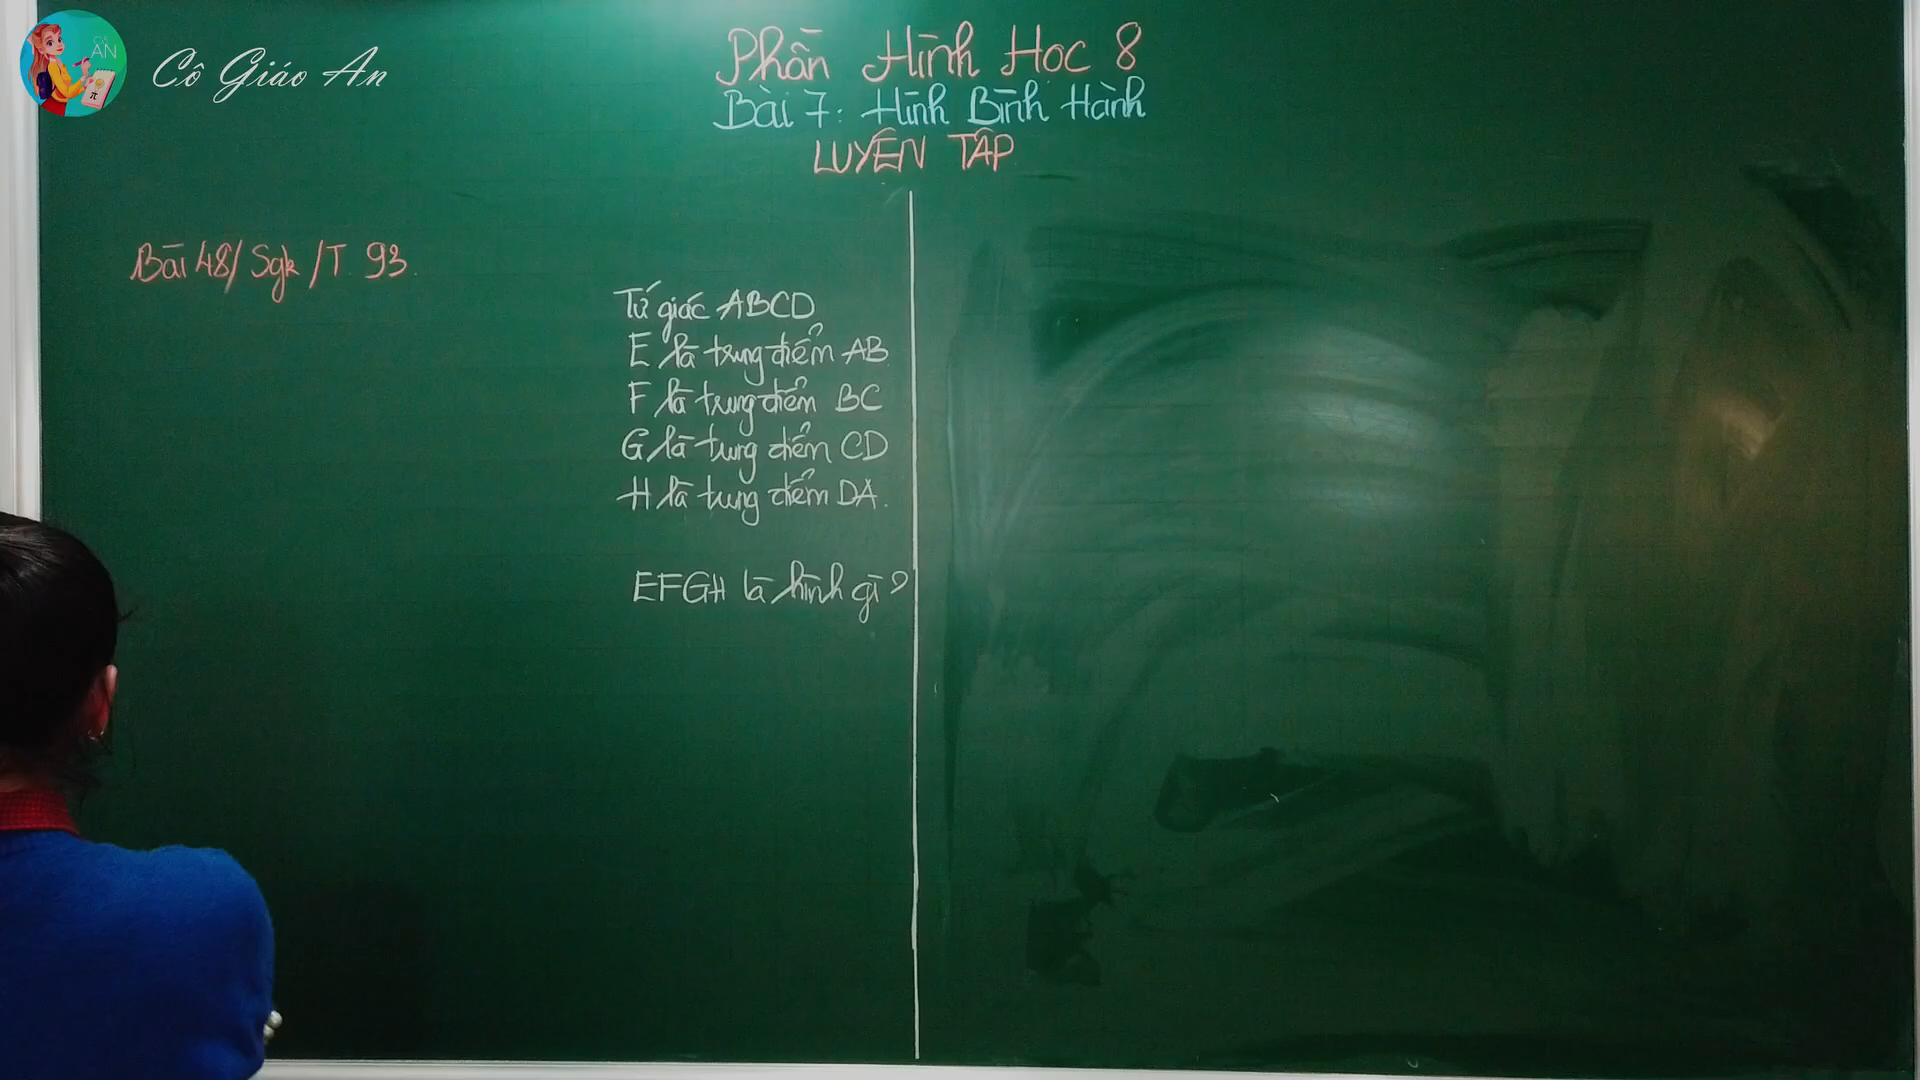 CÔ
AN
π
Cô Giáo An
Phần Hình Học 8
Bài 7: Hình Bình Hành
LUYỆN TẬP
Bài 48/ Sgk /T. 93.
Tứ giác ABCD
E là trung điểm AB
F là trung điểm BC
G là trung điểm CD
H là trung điểm DA.
EFGH là hình gì?